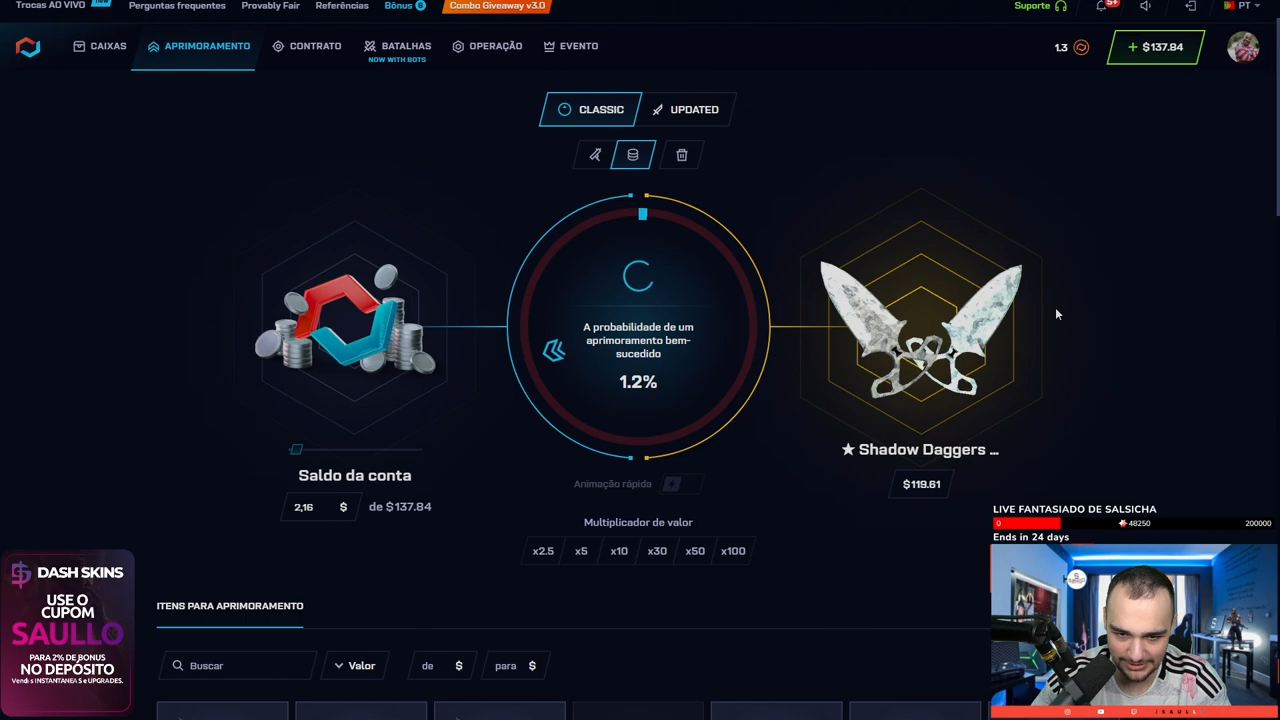 Trocas AO VIVO
Perguntas frequentes
Provably Fair
Referências
Bônus 6
Combo Giveaway v3.0
Suporte
5+
PT
CAIXAS
APRIMORAMENTO
CONTRATO
BATALHAS
NOW WITH BOTS
OPERAÇÃO
EVENTO
1.3
+ $137.84
CLASSIC
UPDATED
A probabilidade de um
aprimoramento bem-
sucedido
1.2%
★ Shadow Daggers ...
$119.61
Saldo da conta
2,16 $ de $137.84
Animação rápida
Multiplicador de valor
x2.5 x5 x10 x30 x50 x100
LIVE FANTASIADO DE SALSICHA
0 48250 200000
Ends in 24 days
DASH SKINS
USE O
CUPOM
SAULLO
PARA 2% DE BONUS
NO DEPÓSITO
ITENS PARA APRIMORAMENTO
Buscar
Valor
de $
para $